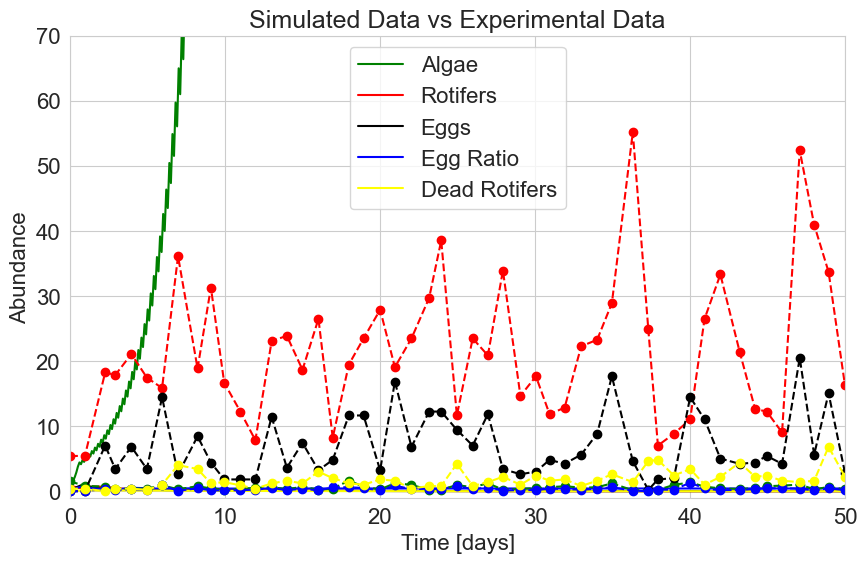 Simulated Data vs Experimental Data
Abundance
70
60
50
40
30
20
10
0
Algae
Rotifers
Eggs
Egg Ratio
Dead Rotifers
0 10 20 30 40 50
Time [days]